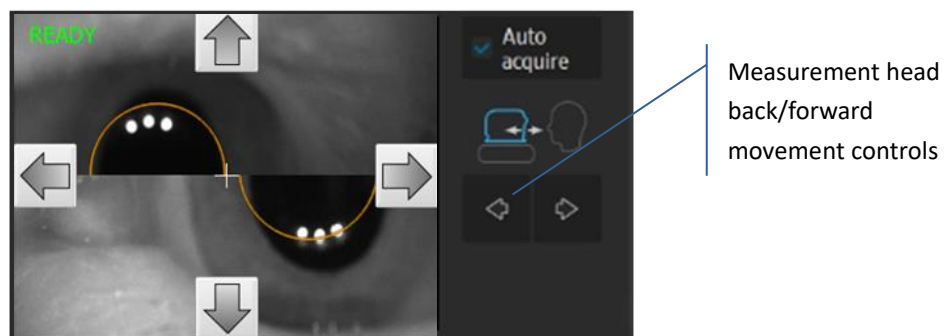 READY
Auto
acquire
Measurement head
back/forward
movement controls